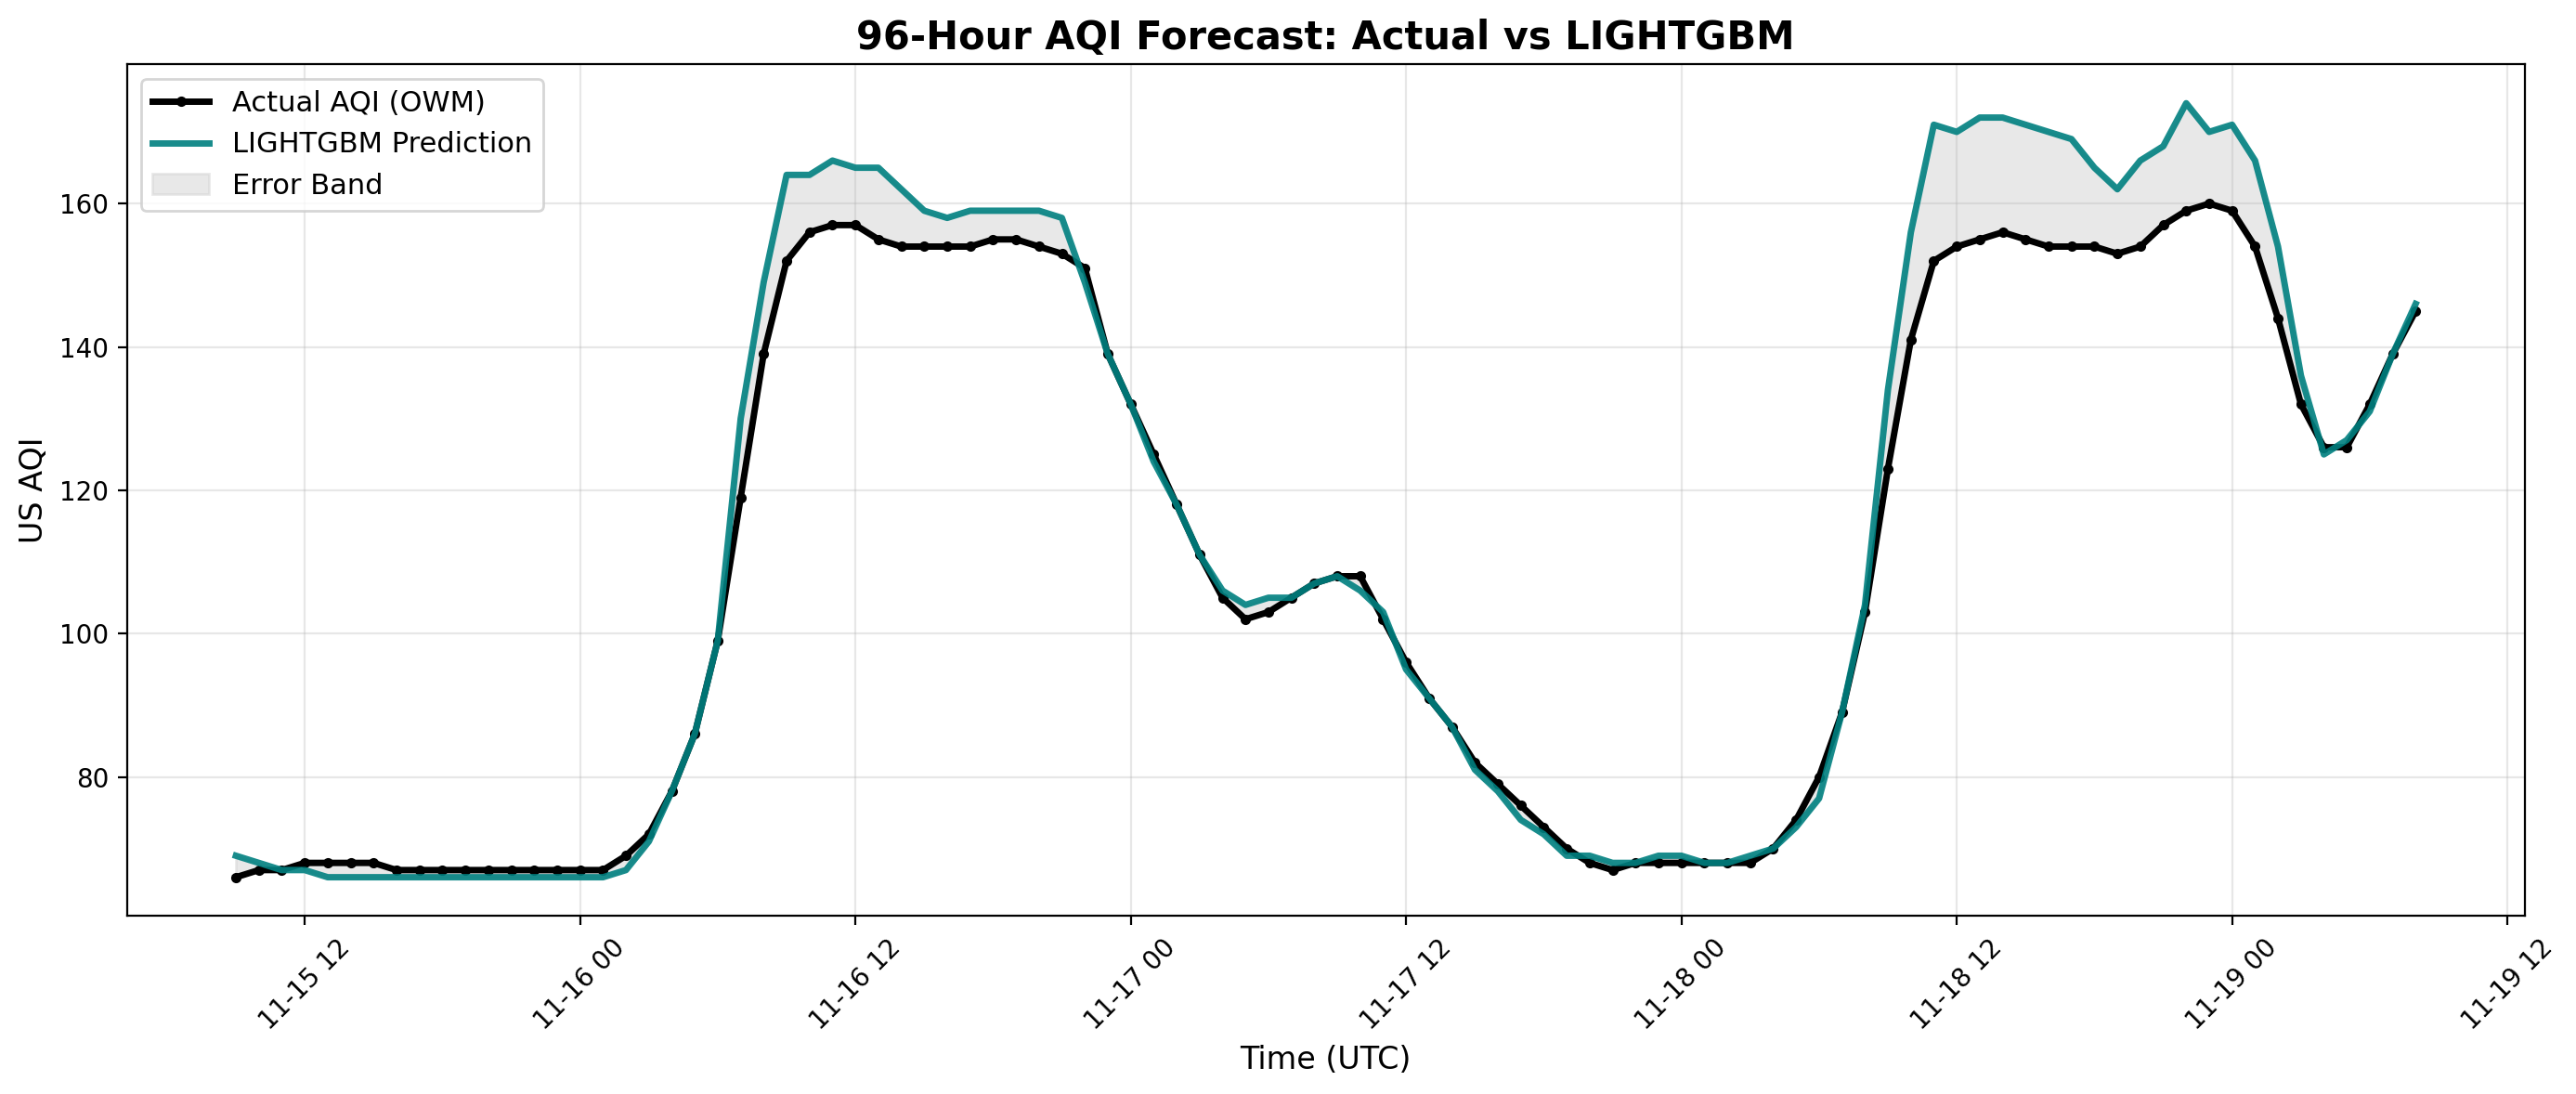 96-Hour AQI Forecast: Actual vs LIGHTGBM
Actual AQI (OWM)
LIGHTGBM Prediction
Error Band
US AQI
160
140
120
100
80
11-15 12
11-16 00
11-16 12
11-17 00
11-17 12
11-18 00
11-18 12
11-19 00
11-19 12
Time (UTC)